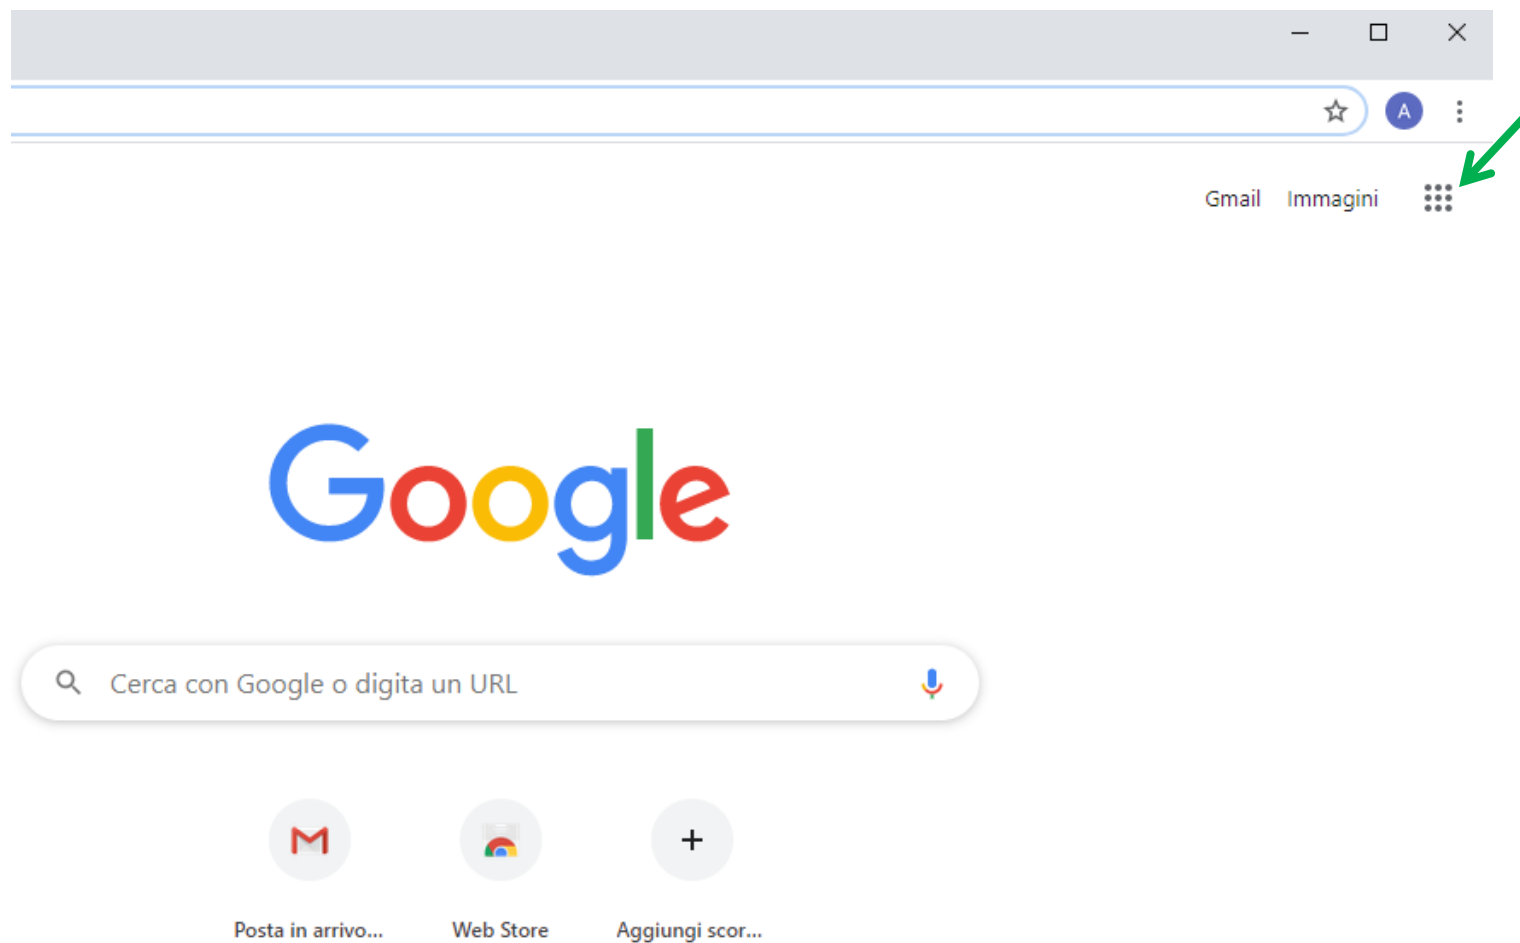 A
Gmail Immagini
Google
Cerca con Google o digita un URL
Posta in arrivo... Web Store Aggiungi scor...